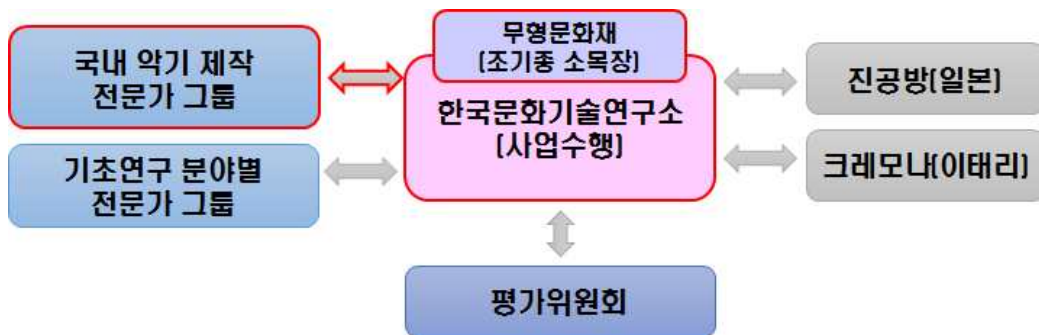 국내 악기 제작
전문가 그룹
기초연구 분야별
전문가 그룹
무형문화재
(조기종 소목장)
한국문화기술연구소
(사업수행)
진공방(일본)
크레모나(이태리)
평가위원회